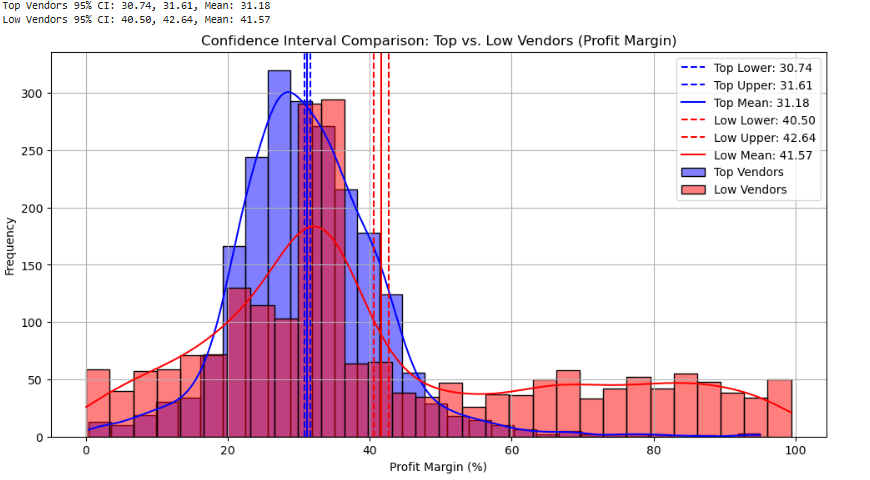 Top Vendors 95% CI: 30.74, 31.61, Mean: 31.18
Low Vendors 95% CI: 40.50, 42.64, Mean: 41.57
Confidence Interval Comparison: Top vs. Low Vendors (Profit Margin)
Top Lower: 30.74
Top Upper: 31.61
Top Mean: 31.18
Low Lower: 40.50
Low Upper: 42.64
Low Mean: 41.57
Top Vendors
Low Vendors
Frequency
300
250
200
150
100
50
0
0 20 40 60 80 100
Profit Margin (%)